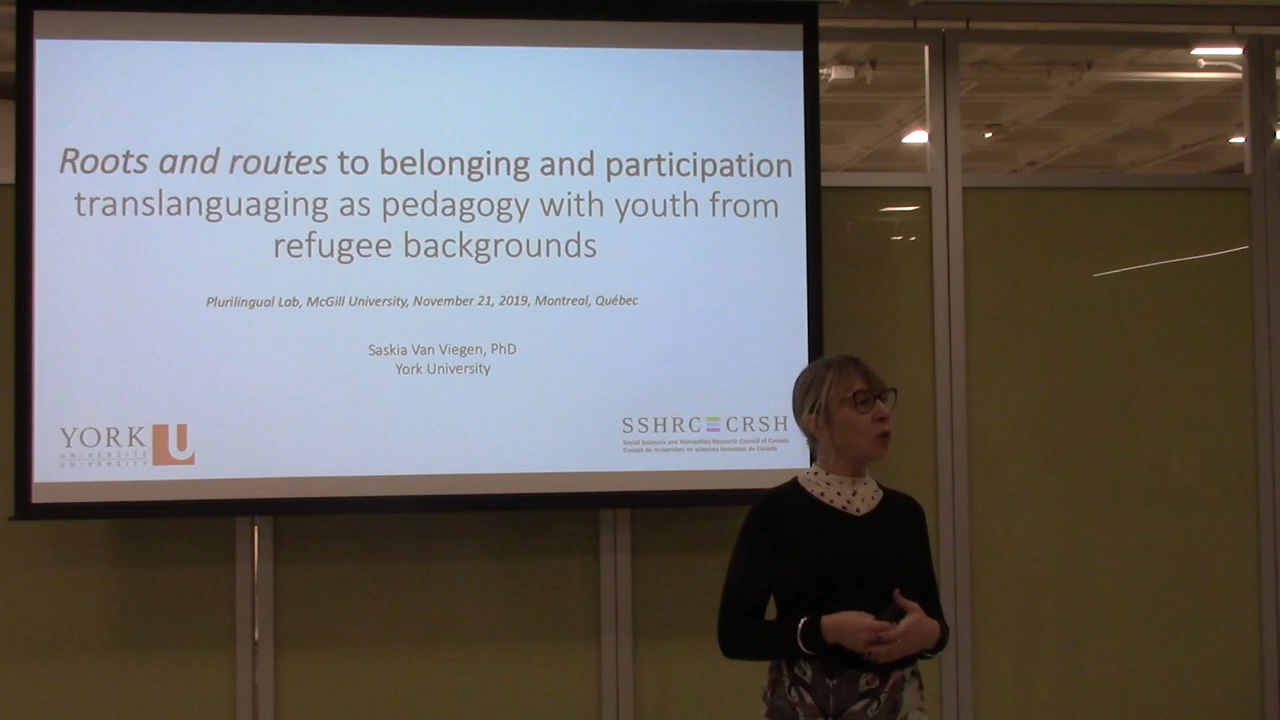 Roots and routes to belonging and participation
translanguaging as pedagogy with youth from
refugee backgrounds
Plurilingual Lab, McGill University, November 21, 2019, Montreal, Québec
Saskia Van Viegen, PhD
York University
YORK U
UNIVERSITÉ
UNIVERSITY
SSHRC CRSH
Social Sciences and Humanities Research Council of Canada
Conseil de recherches en sciences humaines du Canada